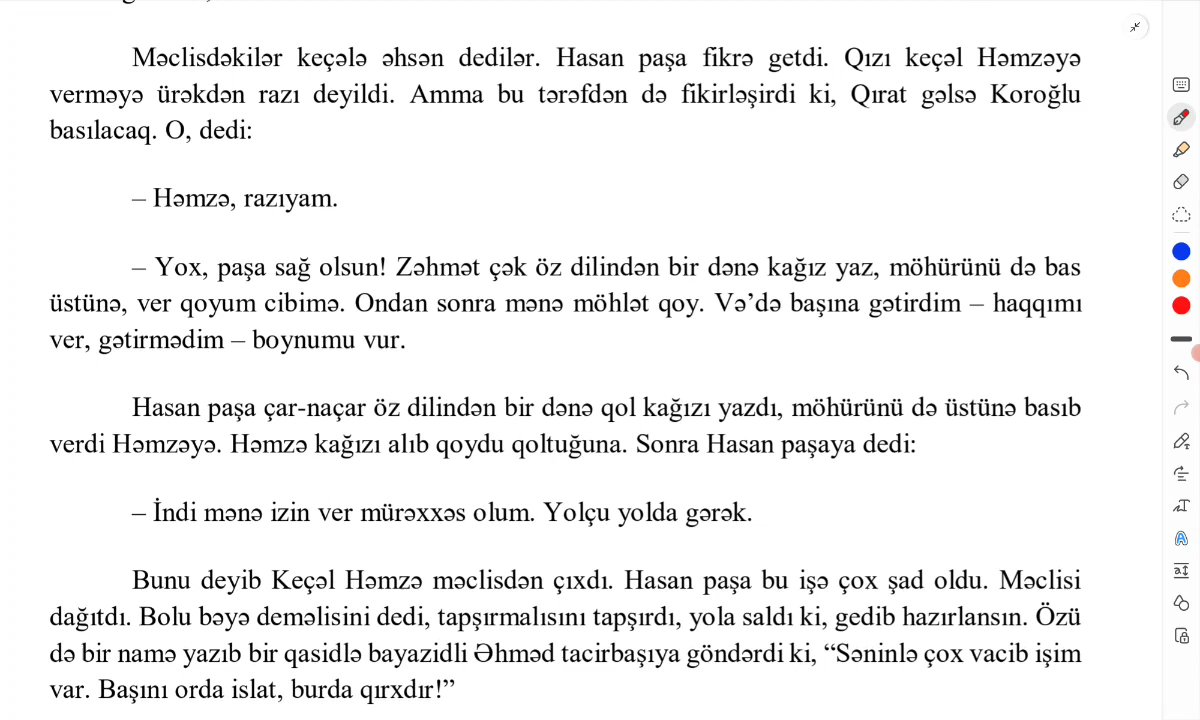 Məclisdəkilər keçələ əhsən dedilər. Hasan paşa fikrə getdi. Qızı keçəl Həmzəyə
verməyə ürəkdən razı deyildi. Amma bu tərəfdən də fikirləşirdi ki, Qırat gəlsə Koroğlu
basılacaq. O, dedi:
– Həmzə, razıyam.
– Yox, paşa sağ olsun! Zəhmət çək öz dilindən bir dənə kağız yaz, möhürünü də bas
üstünə, ver qoyum cibimə. Ondan sonra mənə möhlət qoy. Və’də başına gətirdim – haqqımı
ver, gətirmədim – boynumu vur.
Hasan paşa çar-naçar öz dilindən bir dənə qol kağızı yazdı, möhürünü də üstünə basıb
verdi Həmzəyə. Həmzə kağızı alıb qoydu qoltuğuna. Sonra Hasan paşaya dedi:
– İndi mənə izin ver mürəxxəs olum. Yolçu yolda gərək.
Bunu deyib Keçəl Həmzə məclisdən çıxdı. Hasan paşa bu işə çox şad oldu. Məclisi
dağıtdı. Bolu bəyə deməlisini dedi, tapşırmalısını tapşırdı, yola saldı ki, gedib hazırlansın. Özü
də bir namə yazıb bir qasidlə bayazidli Əhməd tacirbaşıya göndərdi ki, “Səninlə çox vacib işim
var. Başını orda islat, burda qırxdır!”